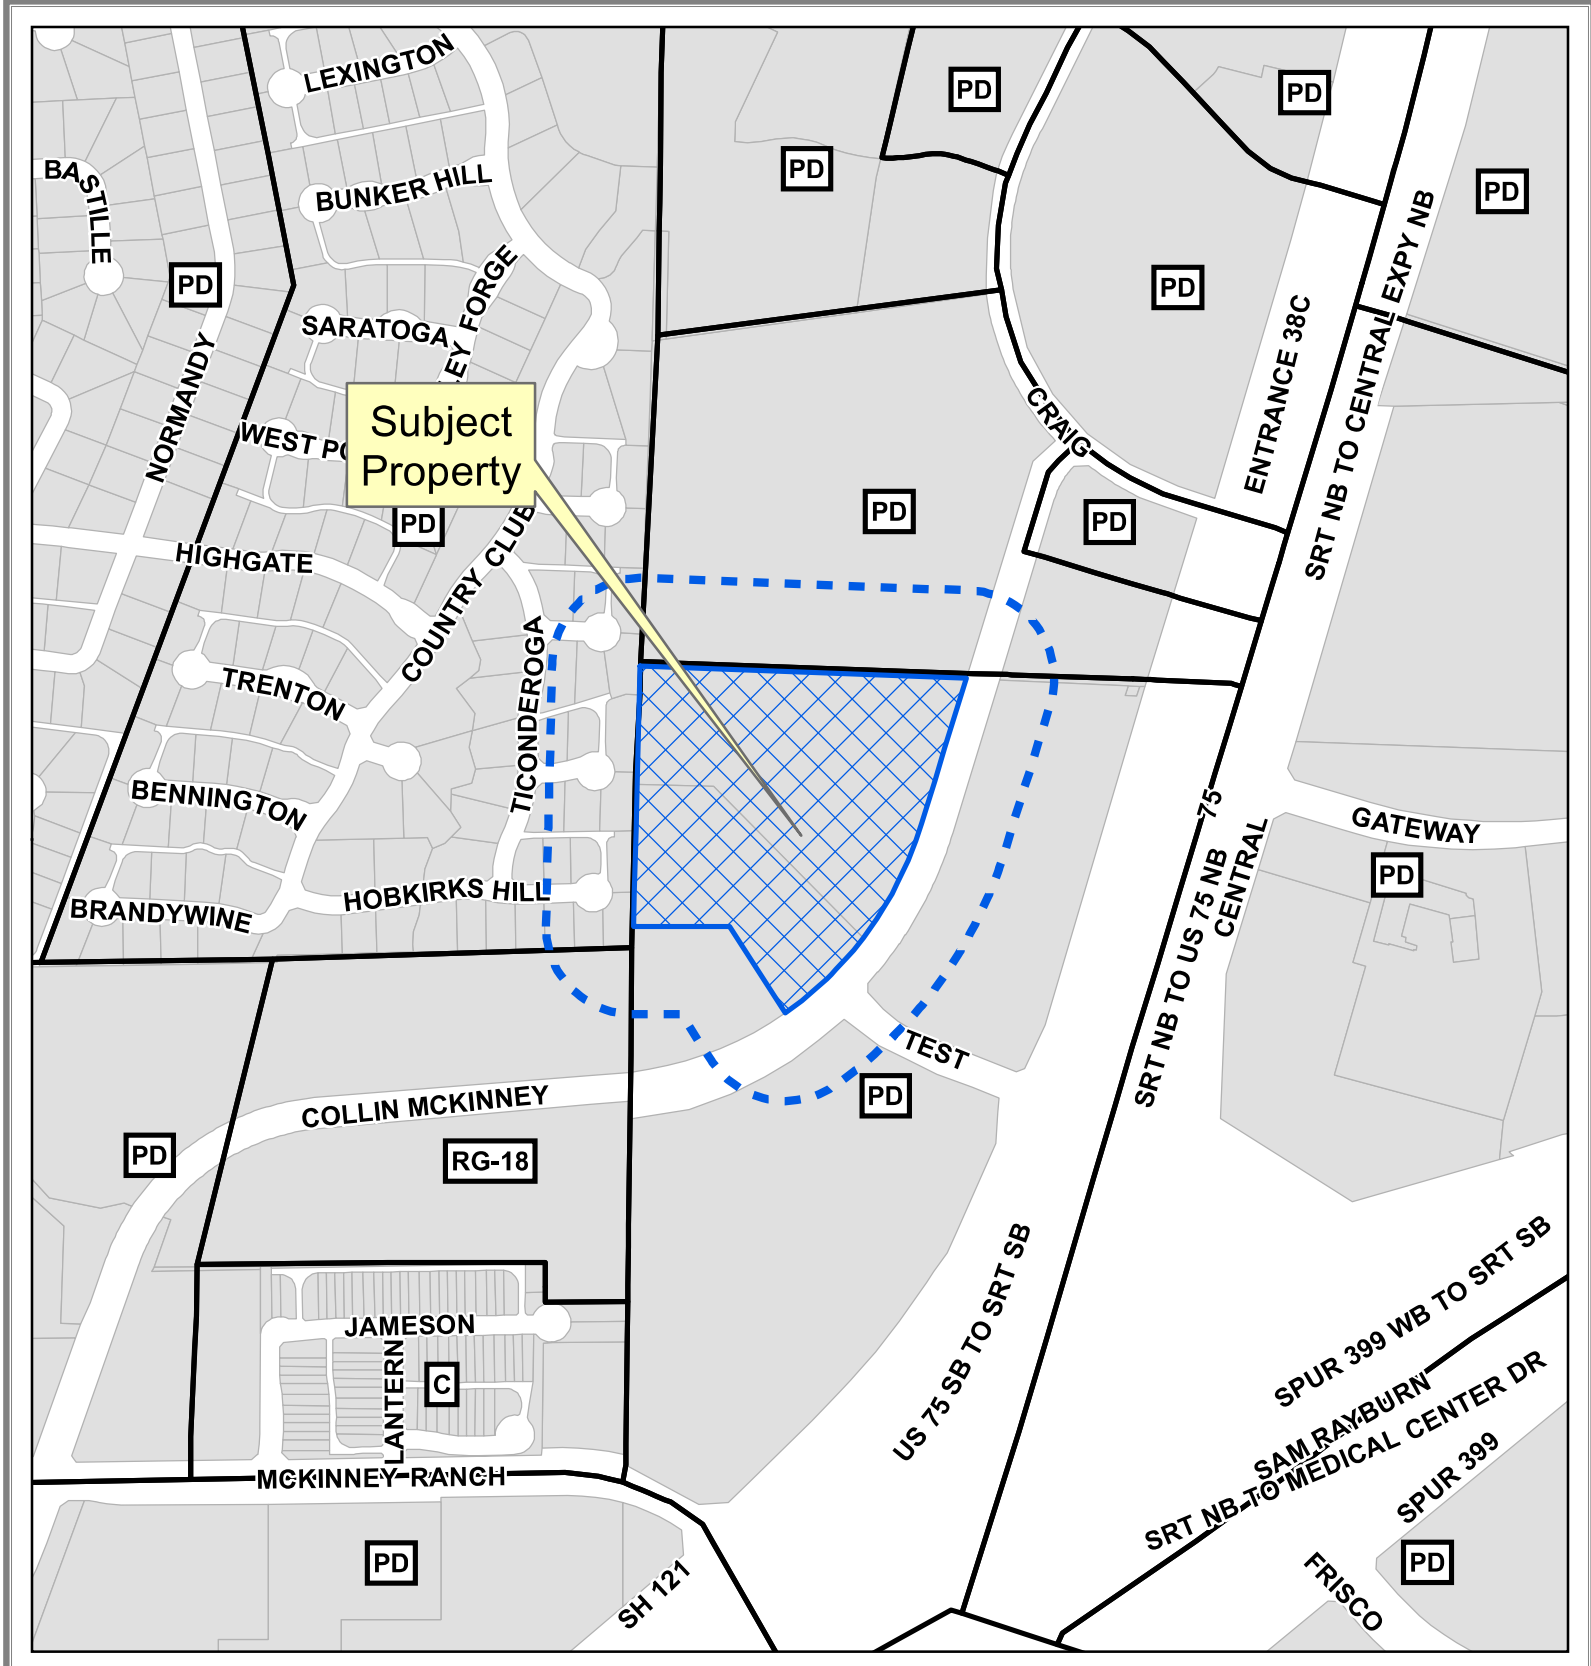 LEXINGTON
PD
PD
PD
BASTILLE
BUNKER HILL
PD
PD
PD
PD
SRT NB TO CENTRAL EXPY NB
LEY FORGE
SARATOGA
ENTRANCE 38C
NORMANDY
Subject
Property
CRAIG
WEST PO
PD
PD
PD
HIGHGATE
COUNTRY CLUB
TICONDEROGA
TRENTON
BENNINGTON
75
CENTRAL
GATEWAY
PD
HOBKIRKS HILL
BRANDYWINE
SRT NB TO US 75 NB
TEST
PD
COLLIN MCKINNEY
PD
RG-18
US 75 SB TO SRT SB
SPUR 399 WB TO SRT SB
JAMESON
LANTERN
C
SAM RAYBURN
SRT NB TO MEDICAL CENTER DR
SPUR 399
MCKINNEY RANCH
PD
SH 121
FRISCO
PD